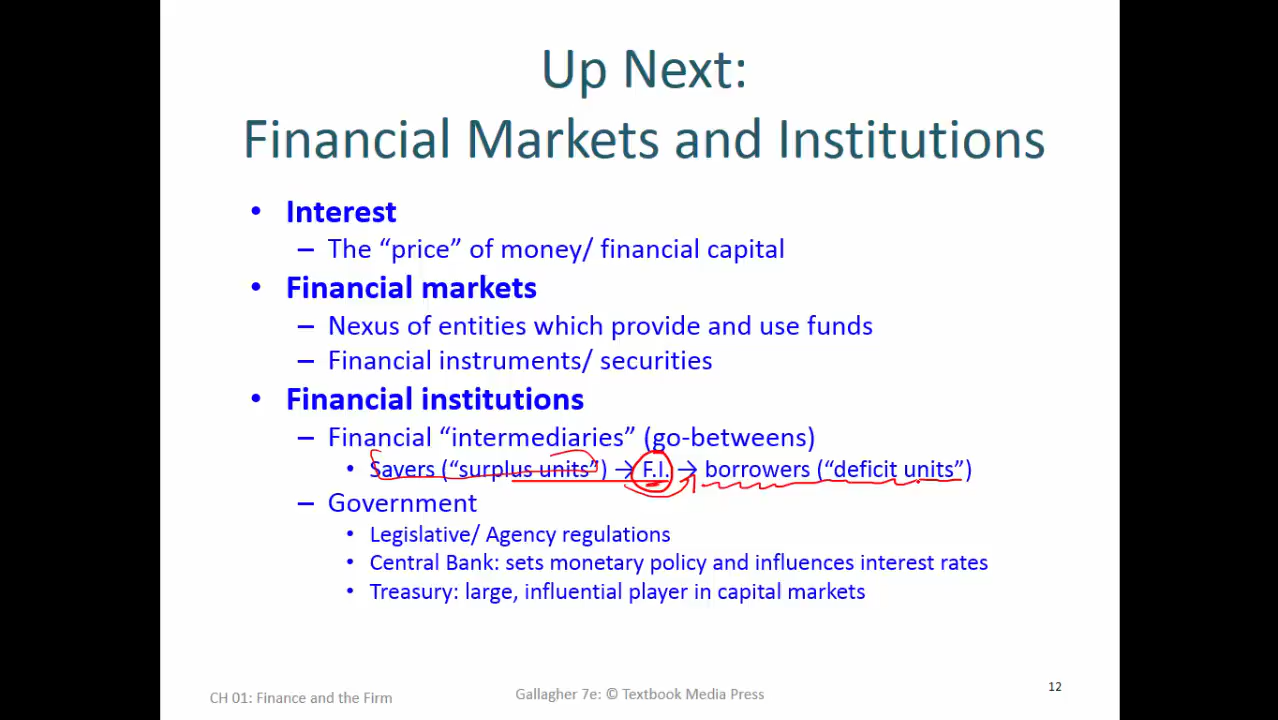 Up Next:
Financial Markets and Institutions
• Interest
– The “price” of money/ financial capital
• Financial markets
– Nexus of entities which provide and use funds
– Financial instruments/ securities
• Financial institutions
– Financial “intermediaries” (go-betweens)
• Savers (“surplus units”) → F.I. → borrowers (“deficit units”)
– Government
• Legislative/ Agency regulations
• Central Bank: sets monetary policy and influences interest rates
• Treasury: large, influential player in capital markets
CH 01: Finance and the Firm
Gallagher 7e: © Textbook Media Press
12